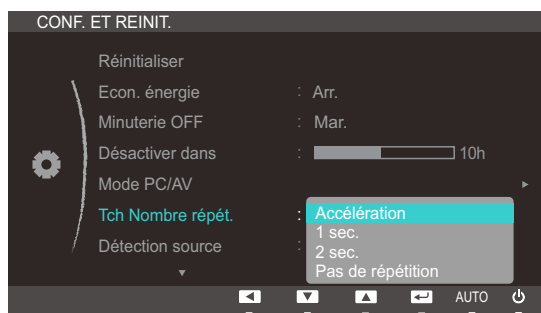 CONF. ET REINIT.
Réinitialiser
Econ. énergie : Arr.
Minuterie OFF : Mar.
Désactiver dans : 10h
Mode PC/AV
Tch Nombre répét. : Accélération
1 sec.
Détection source :
2 sec.
Pas de répétition
AUTO